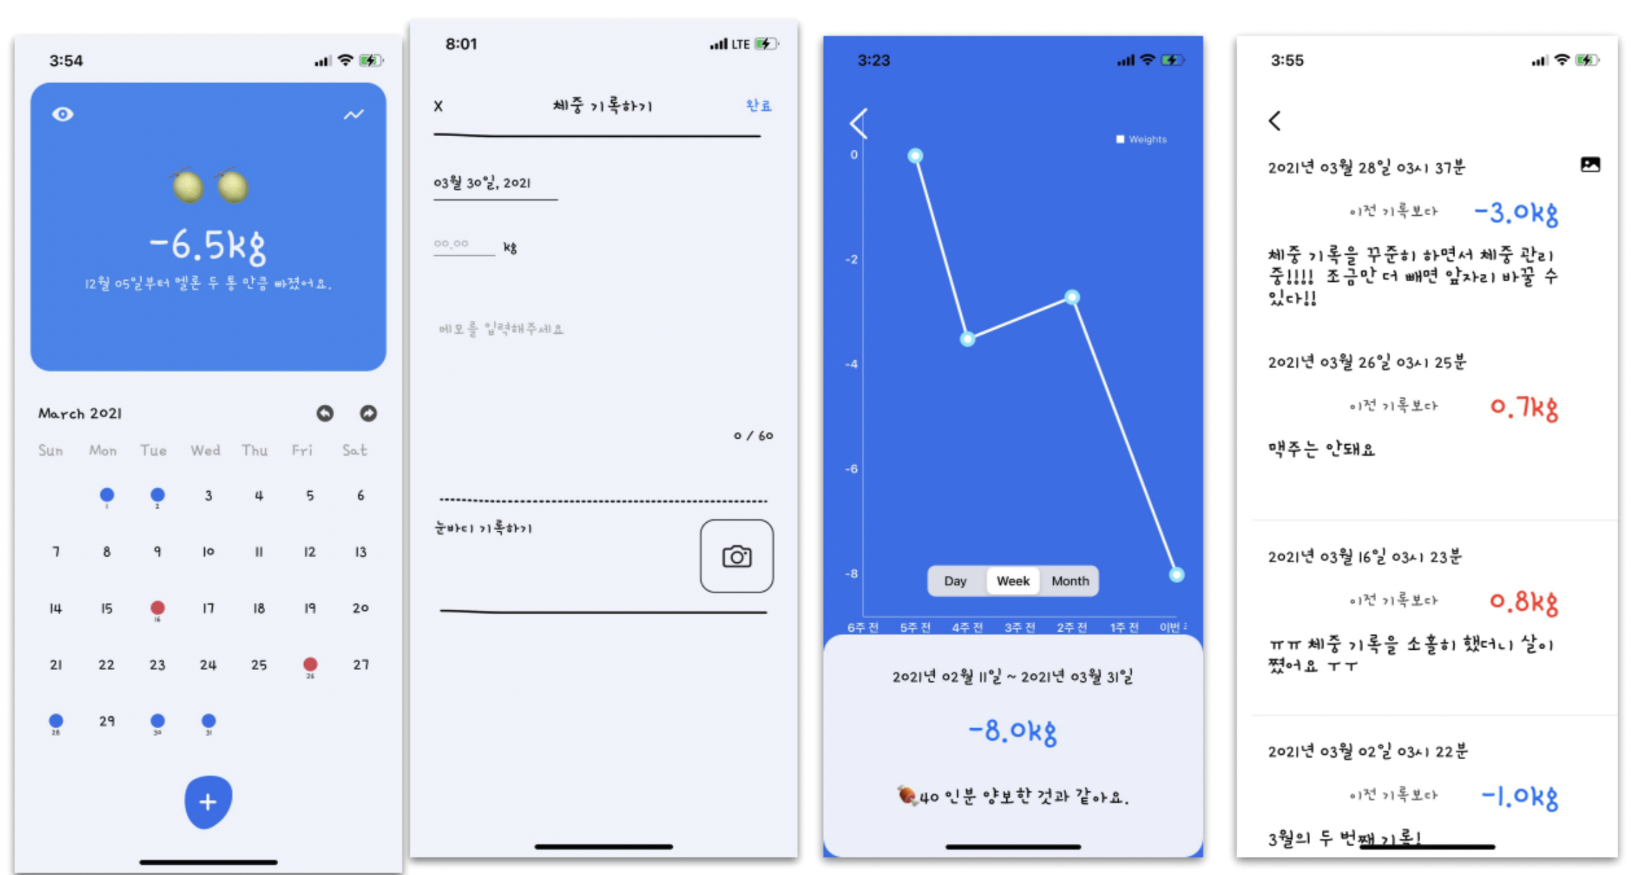 3:54
-6.5kg
12월 05일부터 멜론 두 통 만큼 빠졌어요.
March 2021
Sun Mon Tue Wed Thu Fri Sat
1 2 3 4 5 6
7 8 9 10 11 12 13
14 15 16 17 18 19 20
21 22 23 24 25 26 27
28 29 30 31
+
8:01 LTE
X 체중 기록하기 완료
03월 30일, 2021
00.00 kg
메모를 입력해주세요
0 / 60
눈바디 기록하기
3:23
Weights
0
-2
-4
-6
-8
Day Week Month
6주 전 5주 전 4주 전 3주 전 2주 전 1주 전 이번
2021년 02월 11일 ~ 2021년 03월 31일
-8.0kg
40 인분 양보한 것과 같아요.
3:55
2021년 03월 28일 03시 37분
이전 기록보다 -3.0kg
체중 기록을 꾸준히 하면서 체중 관리
중!!!! 조금만 더 빼면 앞자리 바꿀 수
있다!!
2021년 03월 26일 03시 25분
이전 기록보다 0.7kg
맥주는 안돼요
2021년 03월 16일 03시 23분
이전 기록보다 0.8kg
ㅠㅠ 체중 기록을 소홀히 했더니 살이
쪘어요 ㅜㅜ
2021년 03월 02일 03시 22분
이전 기록보다 -1.0kg
3월의 두 번째 기록!